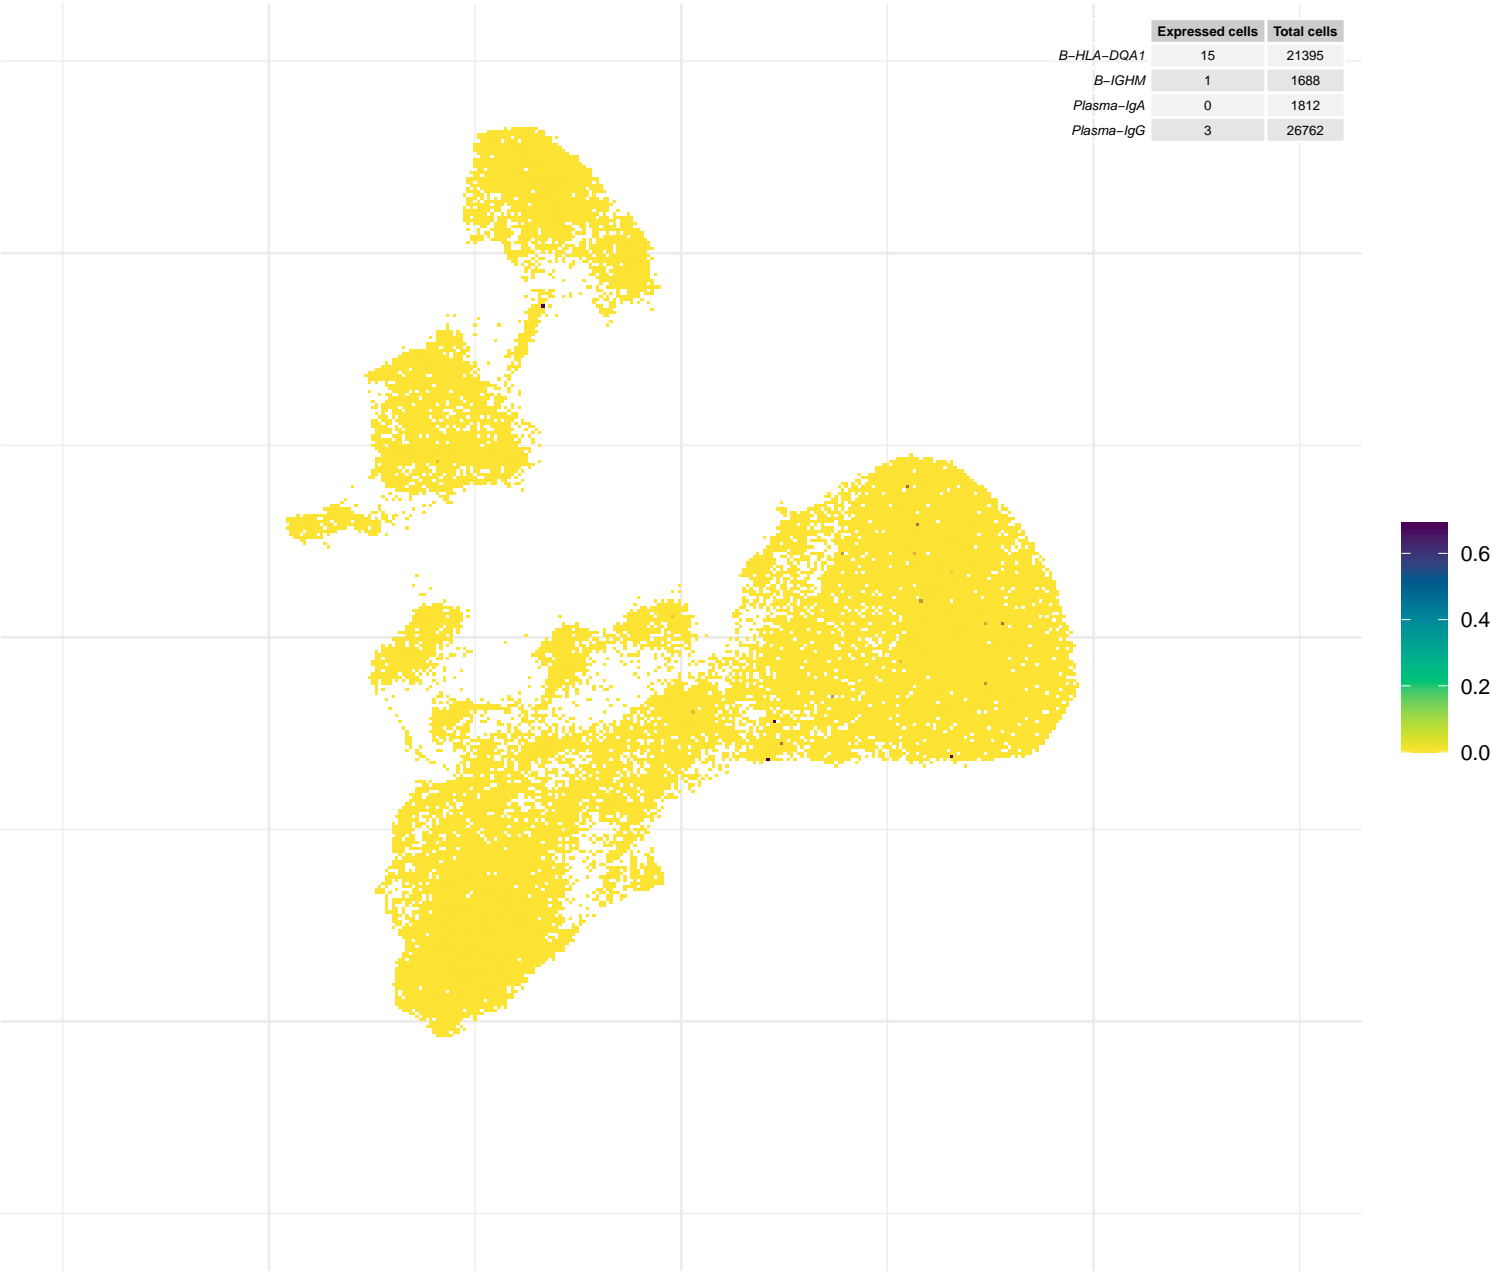 Expressed cells Total cells
B−HLA−DQA1 15 21395
B−IGHM 1 1688
Plasma−IgA 0 1812
Plasma−IgG 3 26762
0.6
0.4
0.2
0.0